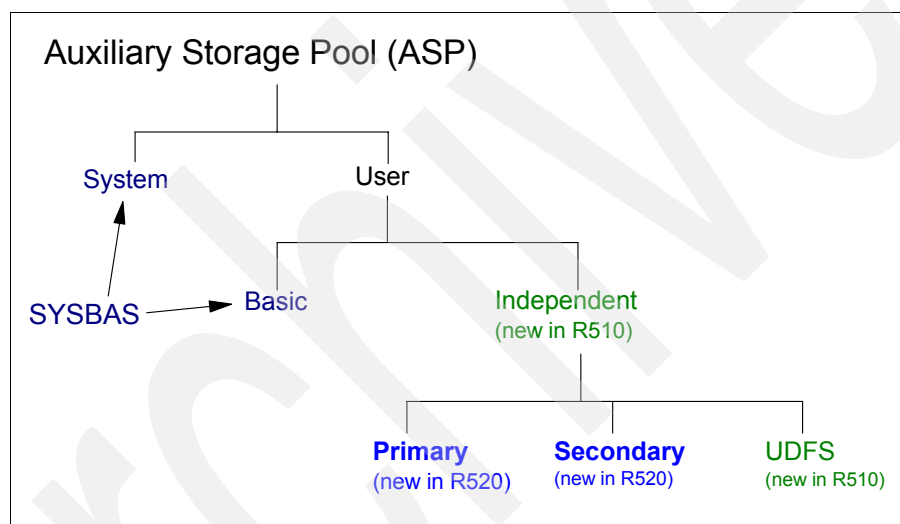 Auxiliary Storage Pool (ASP)
System
User
SYSBAS
Basic
Independent
(new in R510)
Primary
(new in R520)
Secondary
(new in R520)
UDFS
(new in R510)